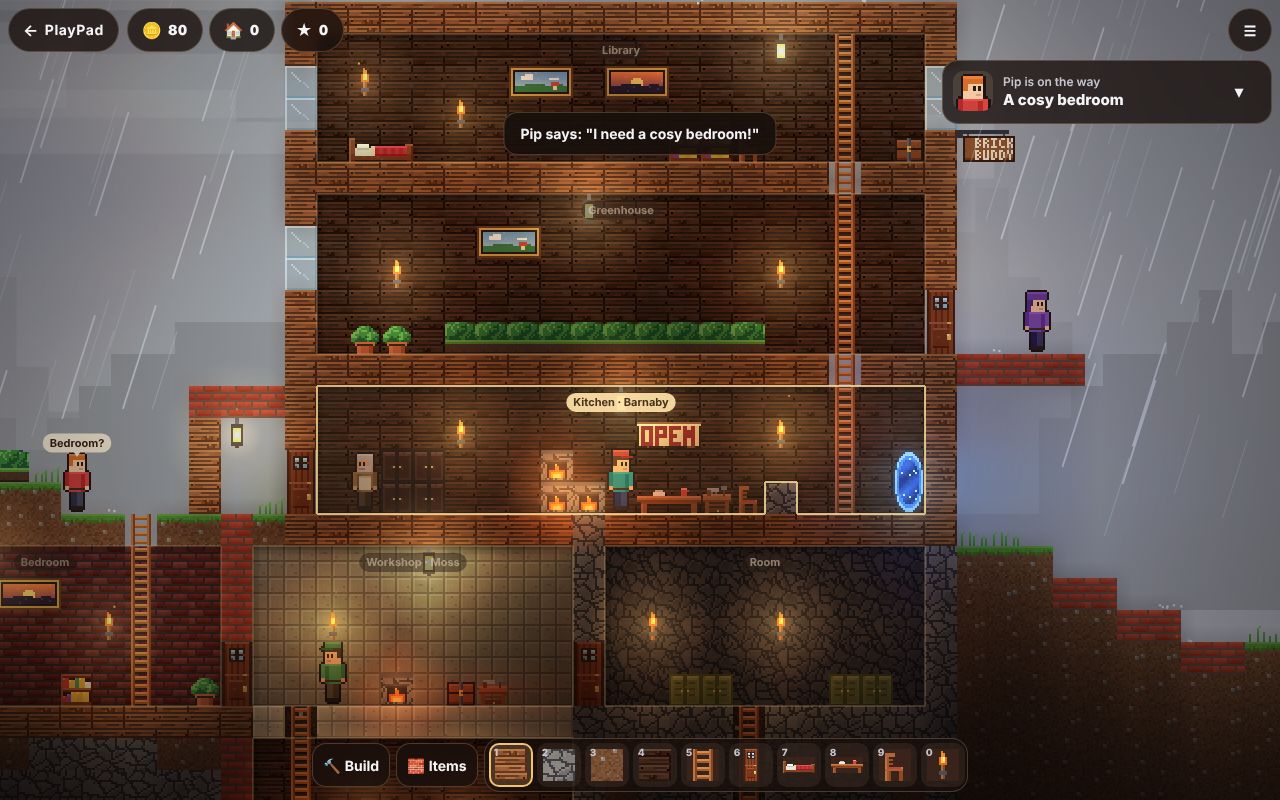 ← PlayPad
80
0
★ 0
Library
Pip is on the way
A cosy bedroom
Pip says: "I need a cosy bedroom!"
BRICK
BUDDY
Greenhouse
Kitchen · Barnaby
OPEN
Bedroom?
Bedroom
Workshop · Moss
Room
Build
Items
1 2 3 4 5 6 7 8 9 0